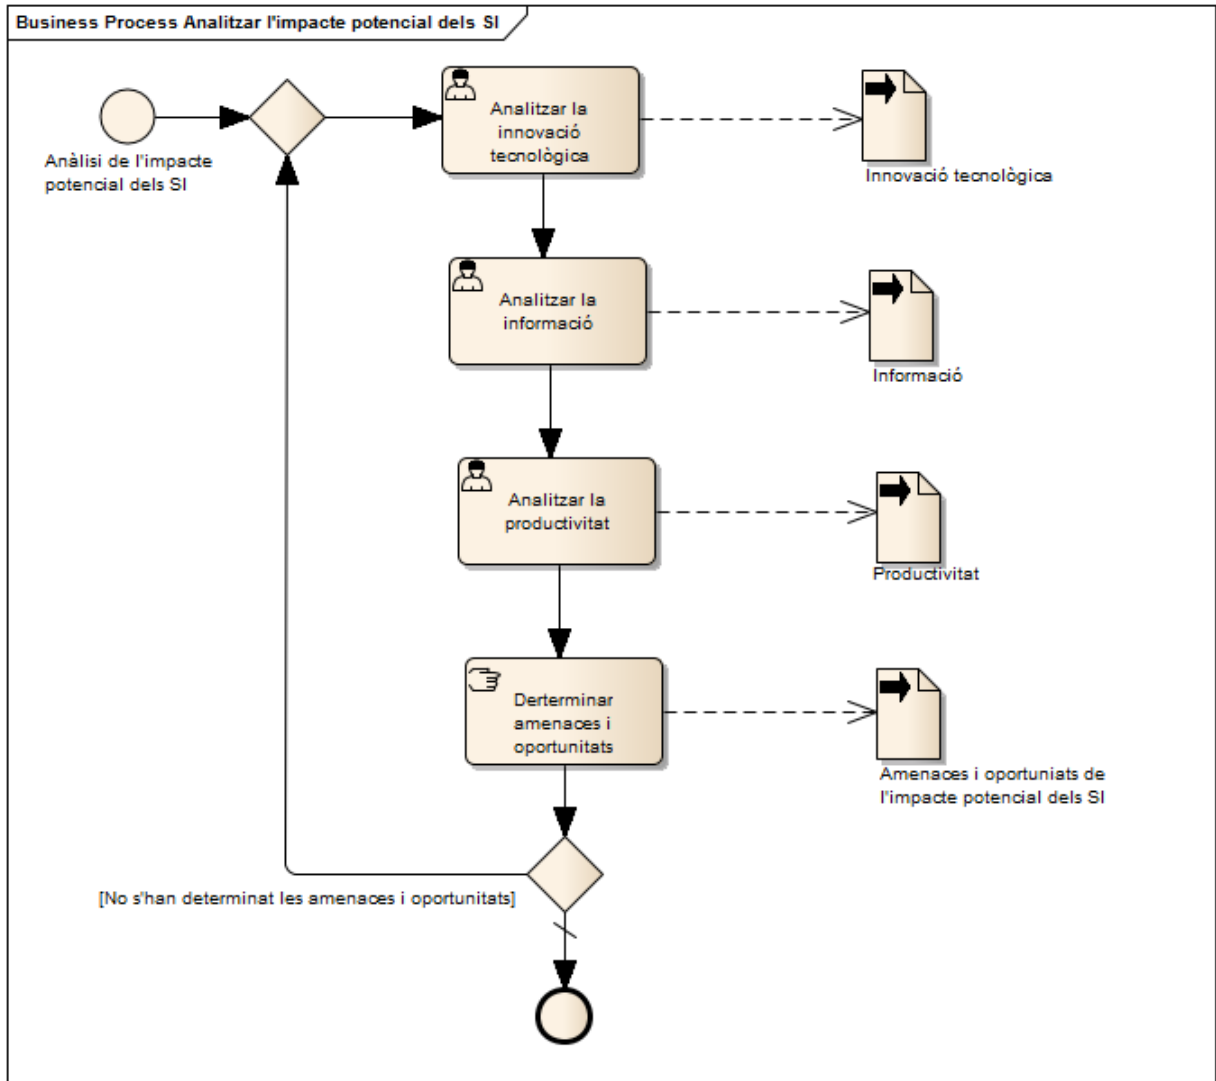 Business Process Analitzar l'impacte potencial dels SI
Anàlisi de l'impacte
potencial dels SI
Analitzar la
innovació
tecnològica
Innovació tecnològica
Analitzar la
informació
Informació
Analitzar la
productivitat
Productivitat
Derterminar
amenaces i
oportunitats
Amenaces i oportuniats de
l'impacte potencial dels SI
[No s'han determinat les amenaces i oportunitats]